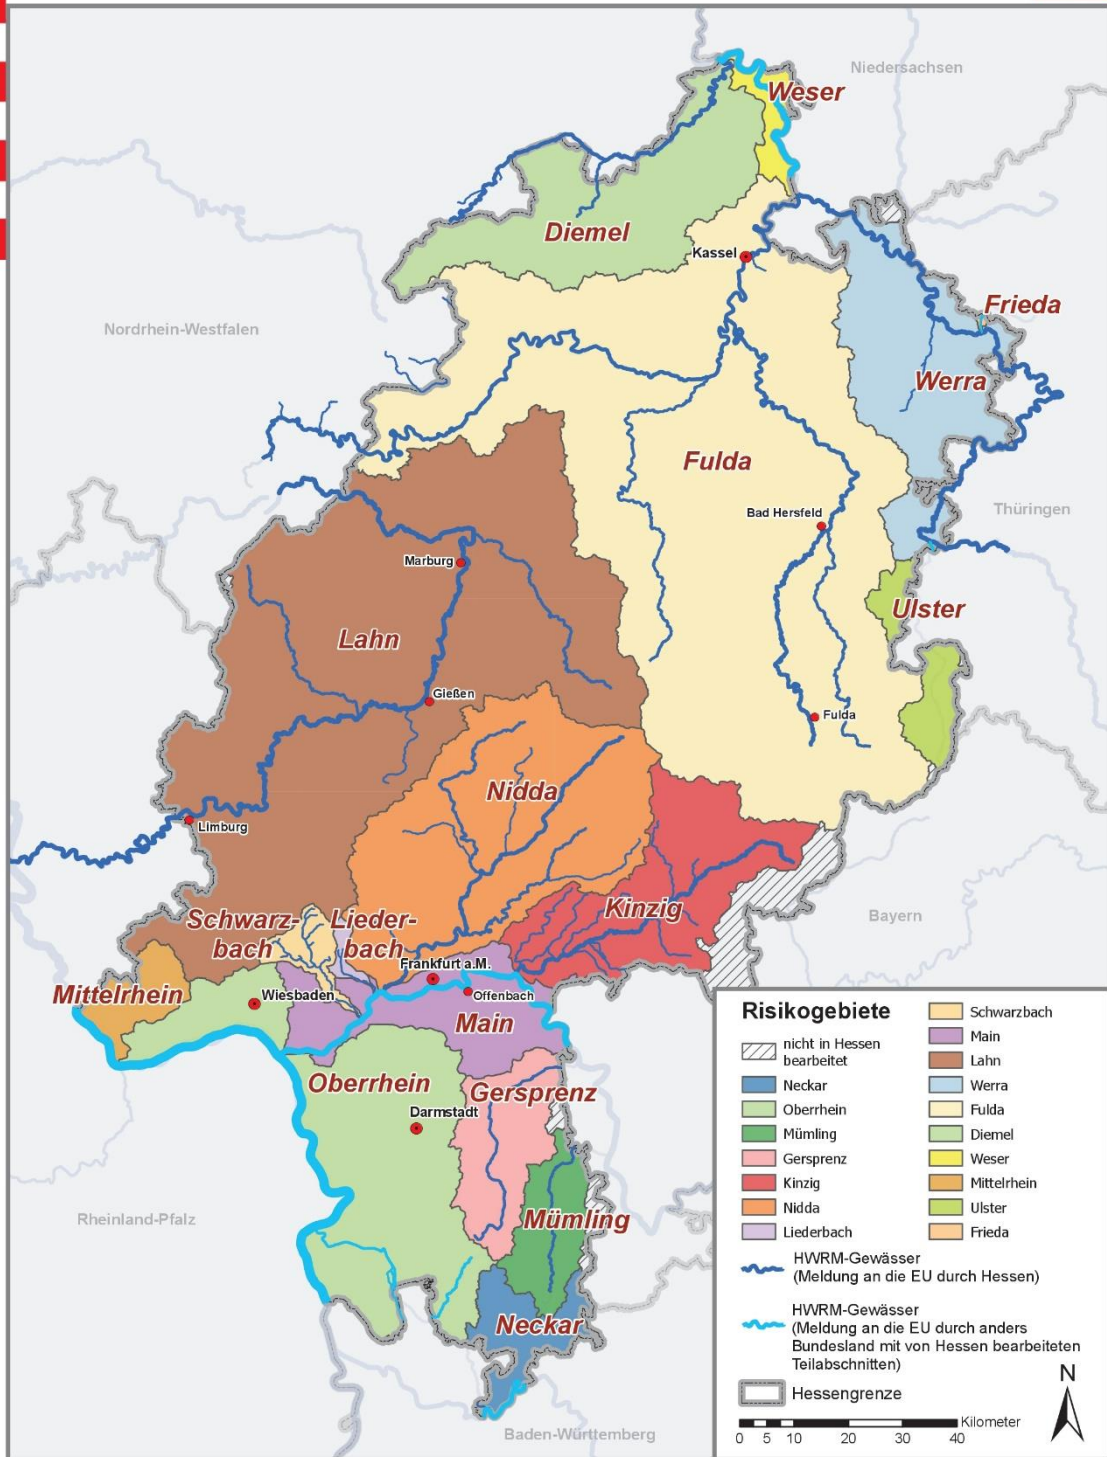 Niedersachsen
Weser
Diemel
Kassel
Frieda
Nordrhein-Westfalen
Werra
Fulda
Bad Hersfeld
Thüringen
Marburg
Ulster
Lahn
Gießen
Fulda
Nidda
Limburg
Kinzig
Bayern
Schwarz-
bach
Lieder-
bach
Frankfurt a.M.
Mittelrhein
Wiesbaden
Offenbach
Main
Oberrhein
Gersprenz
Darmstadt
Rheinland-Pfalz
Mümling
Neckar
Baden-Württemberg
Risikogebiete
nicht in Hessen
bearbeitet
Neckar
Oberrhein
Mümling
Gersprenz
Kinzig
Nidda
Liederbach
Schwarzbach
Main
Lahn
Werra
Fulda
Diemel
Weser
Mittelrhein
Ulster
Frieda
HWRM-Gewässer
(Meldung an die EU durch Hessen)
HWRM-Gewässer
(Meldung an die EU durch anders
Bundesland mit von Hessen bearbeiteten
Teilabschnitten)
Hessengrenze
N
Kilometer
0 5 10 20 30 40